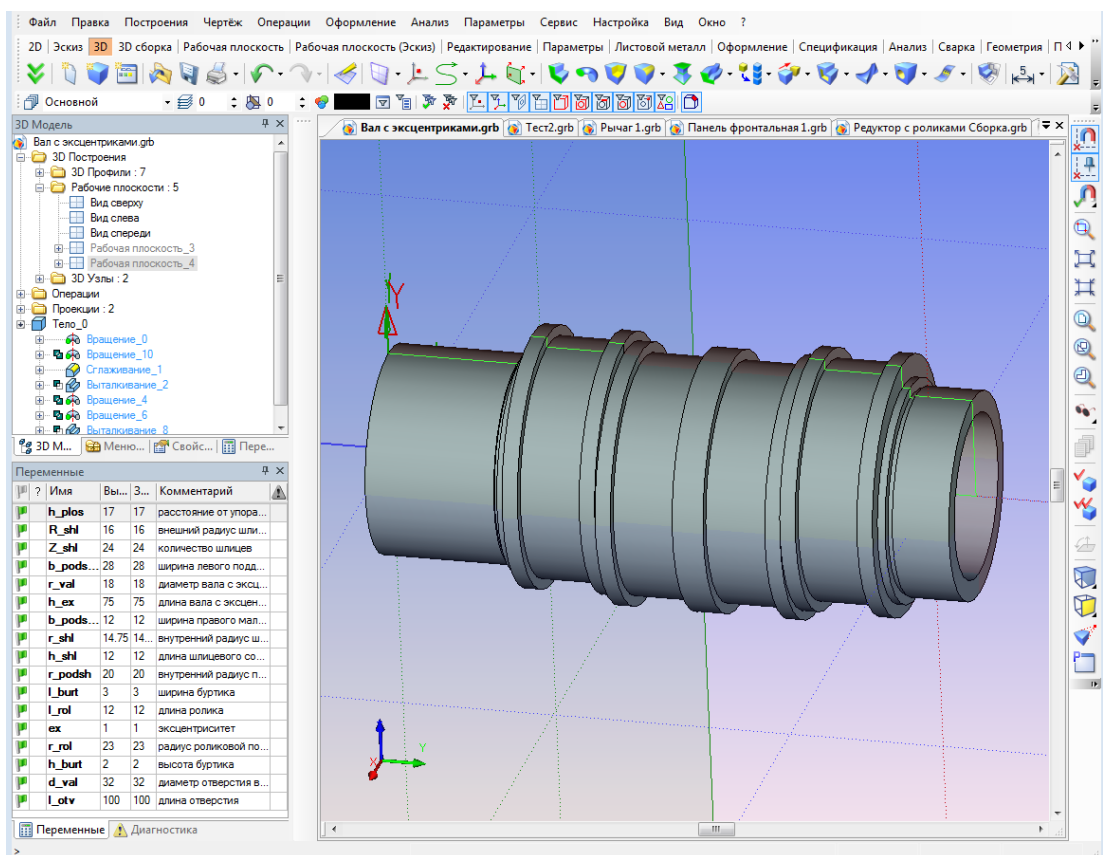 Файл Правка Построения Чертёж Операции Оформление Анализ Параметры Сервис Настройка Вид Окно ?
2D Эскиз 3D 3D сборка Рабочая плоскость Рабочая плоскость (Эскиз) Редактирование Параметры Листовой металл Оформление Спецификация Анализ Сварка Геометрия П
5
Основной 0 0
3D Модель
Вал с эксцентриками.grb Тест2.grb Рычаг 1.grb Панель фронтальная 1.grb Редуктор с роликами Сборка.grb
Вал с эксцентриками.grb
3D Построения
3D Профили : 7
Рабочие плоскости : 5
Вид сверху
Вид слева
Вид спереди
Рабочая плоскость_3
Рабочая плоскость_4
3D Узлы : 2
Операции
Проекции : 2
Тело_0
Вращение_0
Вращение_10
Сглаживание_1
Выталкивание_2
Вращение_4
Вращение_6
Выталкивание_8
3D М... Меню... Свойс... Пере...
Y
Переменные
? Имя Вы... З... Комментарий
h_plos 17 17 расстояние от упора...
R_shl 16 16 внешний радиус шли...
Z_shl 24 24 количество шлицев
b_pods... 28 28 ширина левого подд...
r_val 18 18 диаметр вала с эксц...
h_ex 75 75 длина вала с эксцен...
b_pods... 12 12 ширина правого мал...
r_shl 14.75 14... внутренний радиус ш...
h_shl 12 12 длина шлицевого со...
r_podsh 20 20 внутренний радиус п...
l_burt 3 3 ширина буртика
l_rol 12 12 длина ролика
ex 1 1 эксцентриситет
r_rol 23 23 радиус роликовой по...
h_burt 2 2 высота буртика
d_val 32 32 диаметр отверстия в...
l_otv 100 100 длина отверстия
X Y
Переменные Диагностика
>